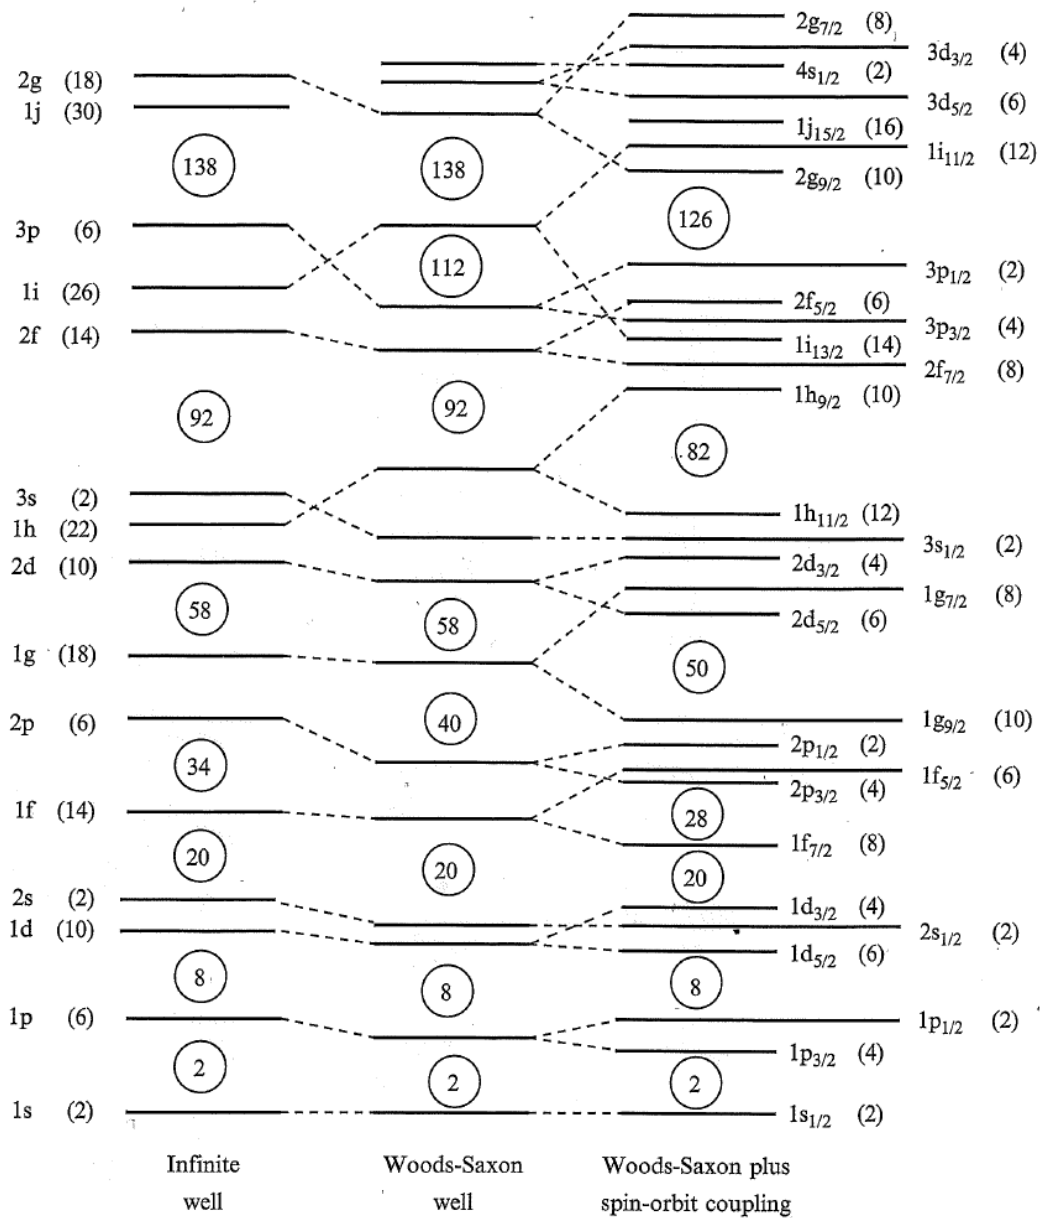 2g7/2 (8)
3d3/2 (4)
2g (18)
4s1/2 (2)
1j (30)
3d5/2 (6)
1j15/2 (16)
138
138
1i11/2 (12)
2g9/2 (10)
3p (6)
126
112
3p1/2 (2)
1i (26)
2f5/2 (6)
2f (14)
3p3/2 (4)
1i13/2 (14)
2f7/2 (8)
92
92
1h9/2 (10)
82
3s (2)
1h (22)
1h11/2 (12)
3s1/2 (2)
2d (10)
2d3/2 (4)
1g7/2 (8)
58
58
2d5/2 (6)
1g (18)
50
2p (6)
40
1g9/2 (10)
2p1/2 (2)
34
1f5/2 (6)
2p3/2 (4)
1f (14)
28
1f7/2 (8)
20
20
20
2s (2)
1d3/2 (4)
1d (10)
2s1/2 (2)
1d5/2 (6)
8
8
8
1p (6)
1p1/2 (2)
1p3/2 (4)
2
2
2
1s (2)
1s1/2 (2)
Infinite
well
Woods-Saxon
well
Woods-Saxon plus
spin-orbit coupling